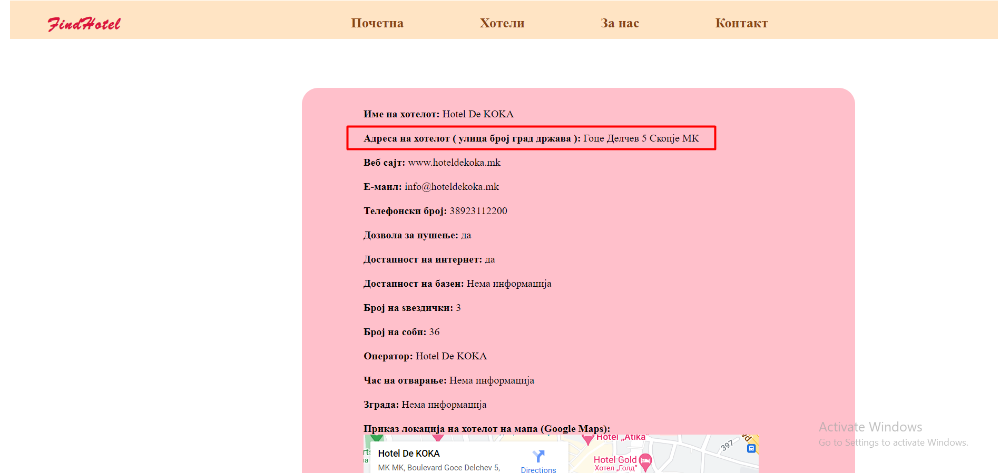 FindHotel
Почетна
Хотели
За нас
Контакт
Име на хотелот: Hotel De KOKA
Адреса на хотелот ( улица број град држава ): Гоце Делчев 5 Скопје МК
Веб сајт: www.hoteldekoka.mk
Е-маил: info@hoteldekoka.mk
Телефонски број: 38923112200
Дозвола за пушење: да
Достапност на интернет: да
Достапност на базен: Нема информација
Број на ѕвездички: 3
Број на соби: 36
Оператор: Hotel De KOKA
Час на отварање: Нема информација
Зграда: Нема информација
Приказ локација на хотелот на мапа (Google Maps):
Hotel De KOKA
MK MK, Boulevard Goce Delchev 5,
Directions
Hotel „Atika“
Hotel Gold
Хотел „Голд“
397
Activate Windows
Go to Settings to activate Windows.